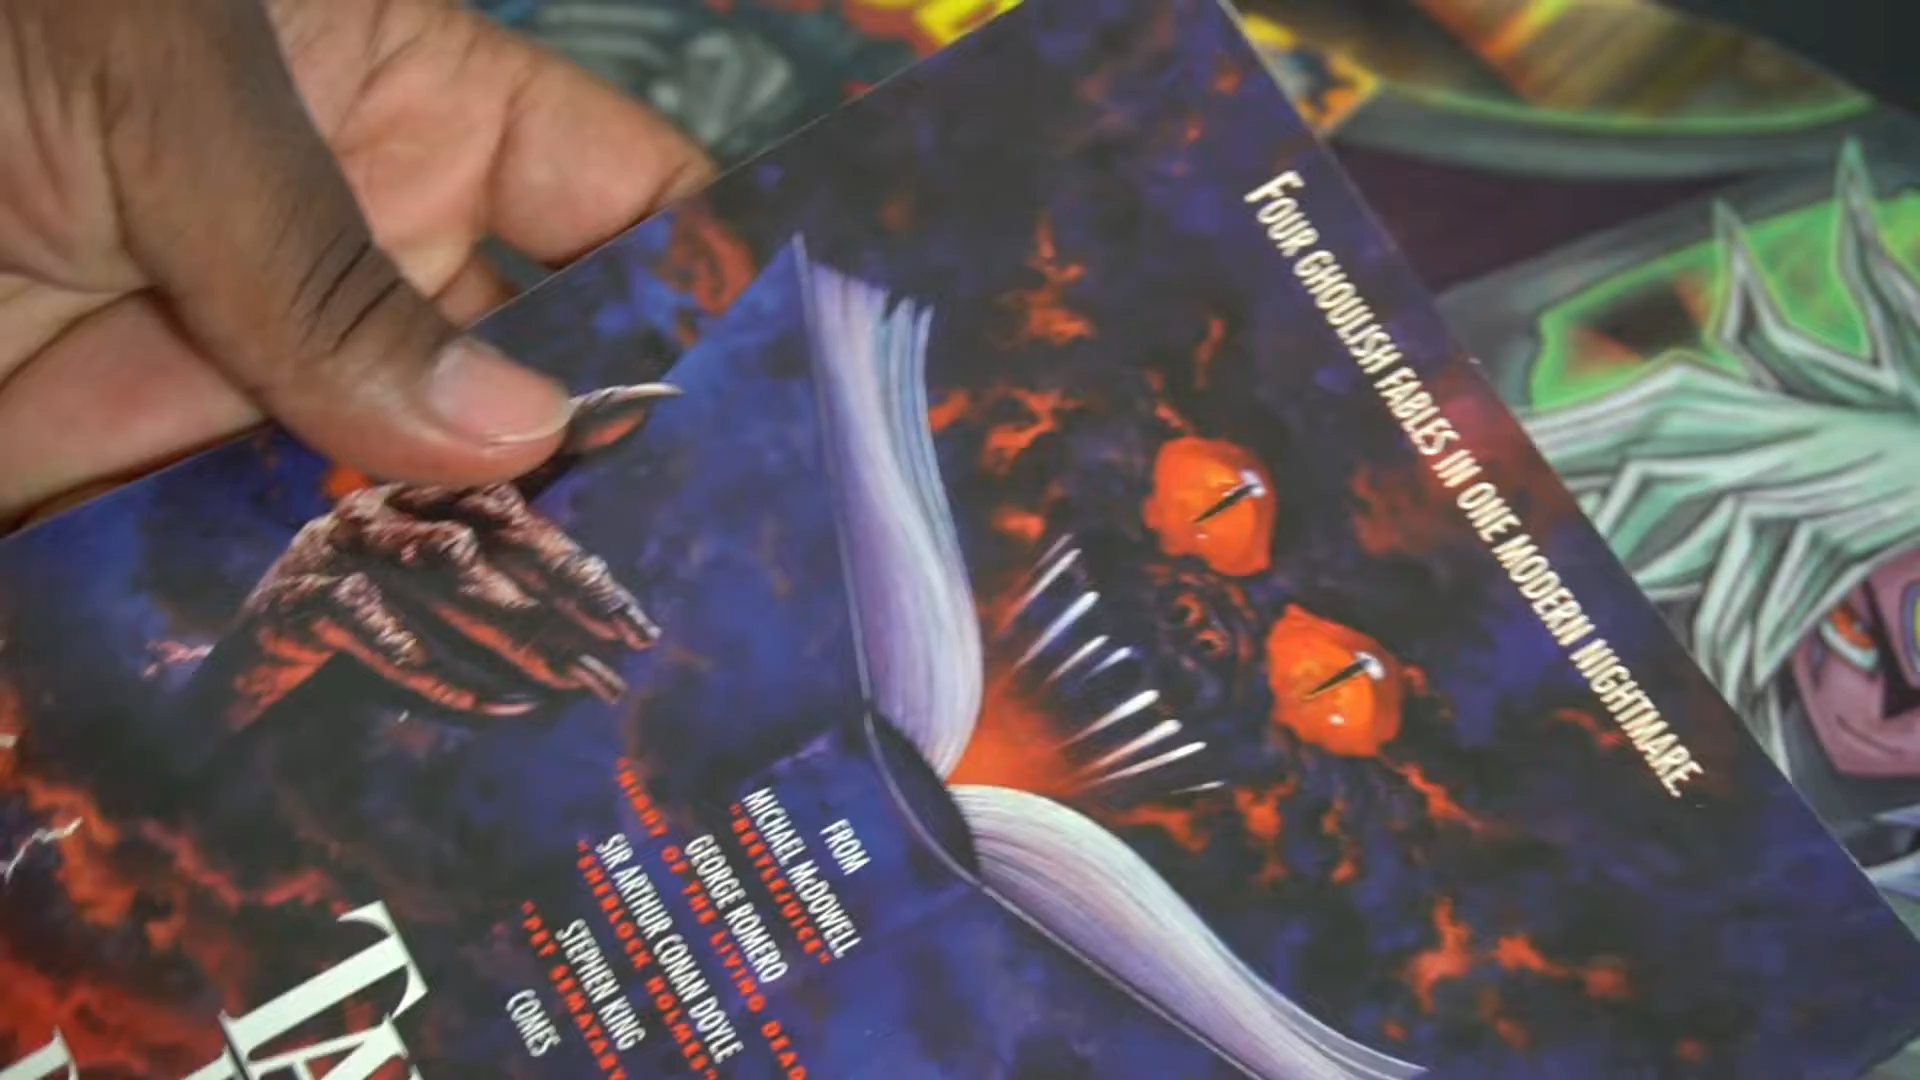 FOUR GHOULISH FABLES IN ONE MODERN NIGHTMARE.
FROM
MICHAEL McDOWELL
"BEETLEJUICE"
GEORGE ROMERO
"NIGHT OF THE LIVING DEAD
SIR ARTHUR CONAN DOYLE
"SHERLOCK HOLMES"
STEPHEN KING
"PET SEMATARY
COMES
TA